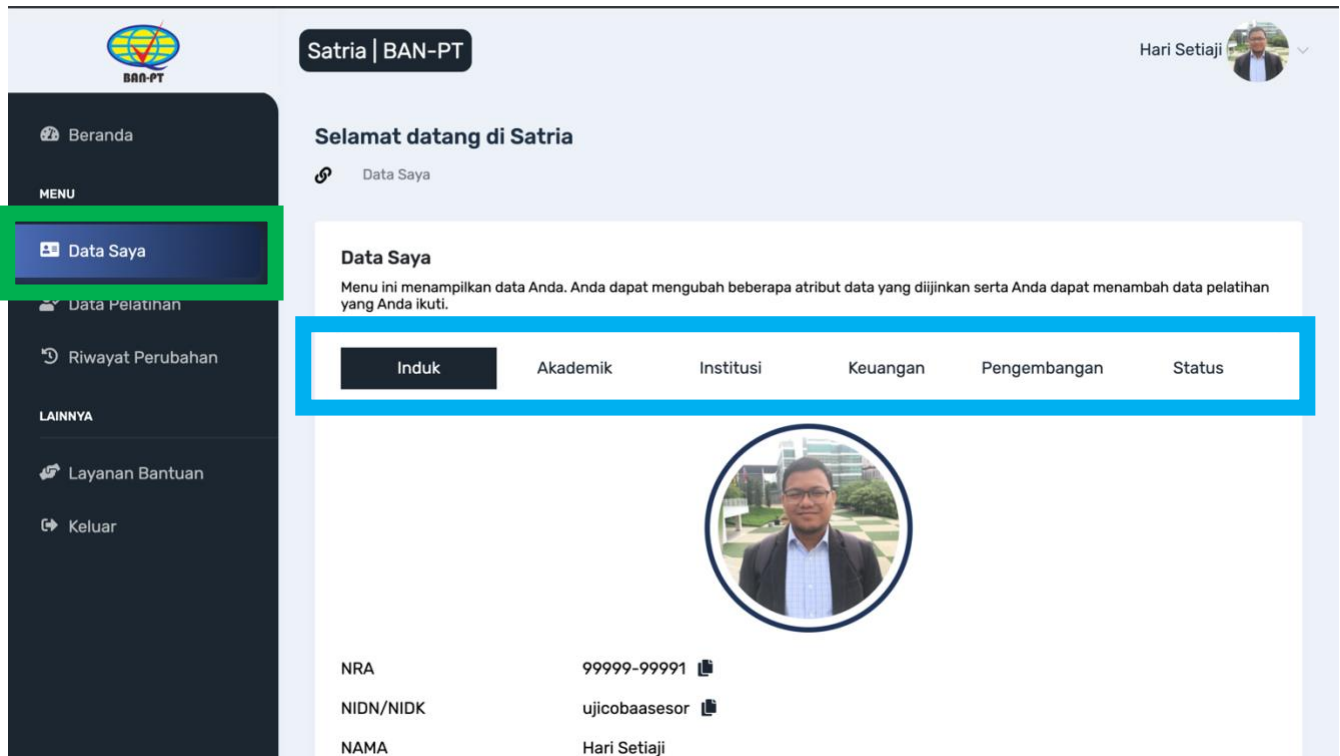 BAN-PT
Satria | BAN-PT
Hari Setiaji
Beranda
MENU
Data Saya
Data Pelatihan
Riwayat Perubahan
LAINNYA
Layanan Bantuan
Keluar
Selamat datang di Satria
Data Saya
Data Saya
Menu ini menampilkan data Anda. Anda dapat mengubah beberapa atribut data yang diijinkan serta Anda dapat menambah data pelatihan
yang Anda ikuti.
Induk Akademik Institusi Keuangan Pengembangan Status
NRA 99999-99991
NIDN/NIDK ujicobaasesor
NAMA Hari Setiaji